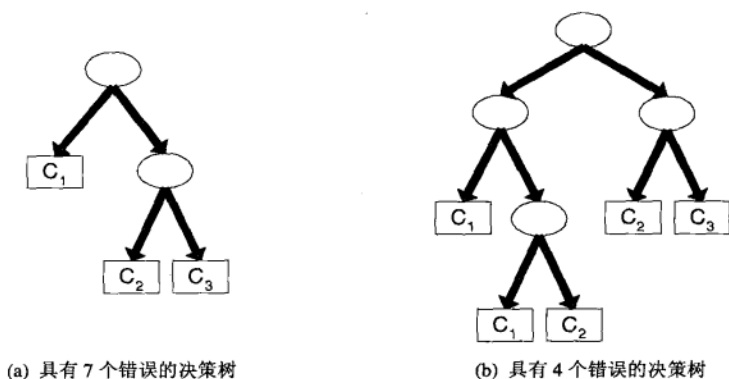 C₁
C₂ C₃
(a) 具有 7 个错误的决策树
C₁
C₂ C₃
C₁ C₂
(b) 具有 4 个错误的决策树